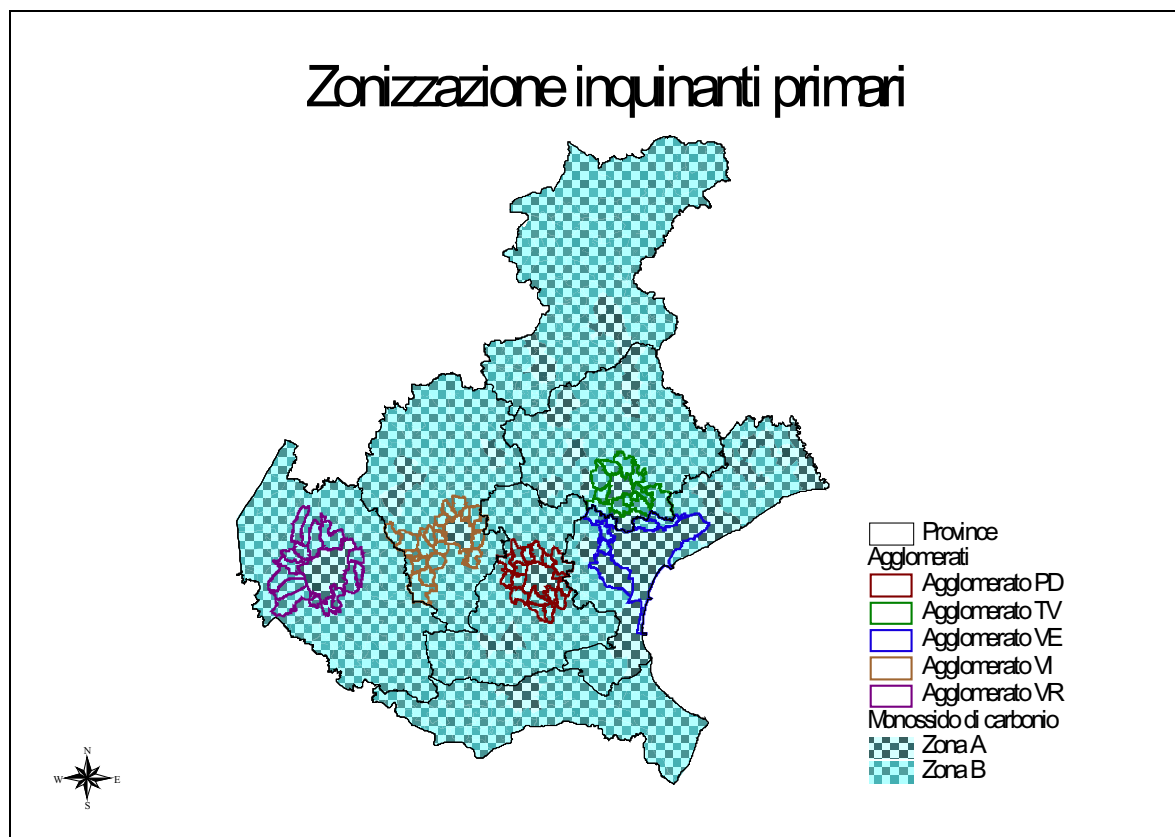 Zonizzazione inquinanti primari
Province
Agglomerati
Agglomerato PD
Agglomerato TV
Agglomerato VE
Agglomerato VI
Agglomerato VR
Monossido di carbonio
Zona A
Zona B
N
W E
S